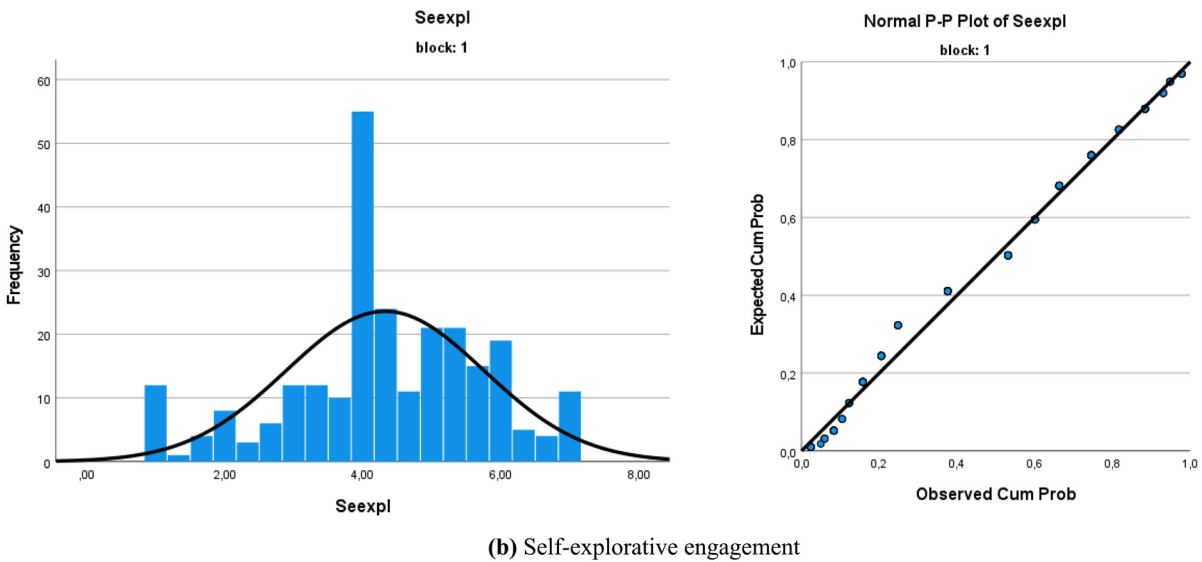 Seexpl
block: 1
60
50
40
30
20
10
0
Frequency
,00
2,00
4,00
6,00
8,00
Seexpl
Normal P-P Plot of Seexpl
block: 1
1,0
0,8
0,6
0,4
0,2
0,0
Expected Cum Prob
0,0
0,2
0,4
0,6
0,8
1,0
Observed Cum Prob
(b) Self-explorative engagement